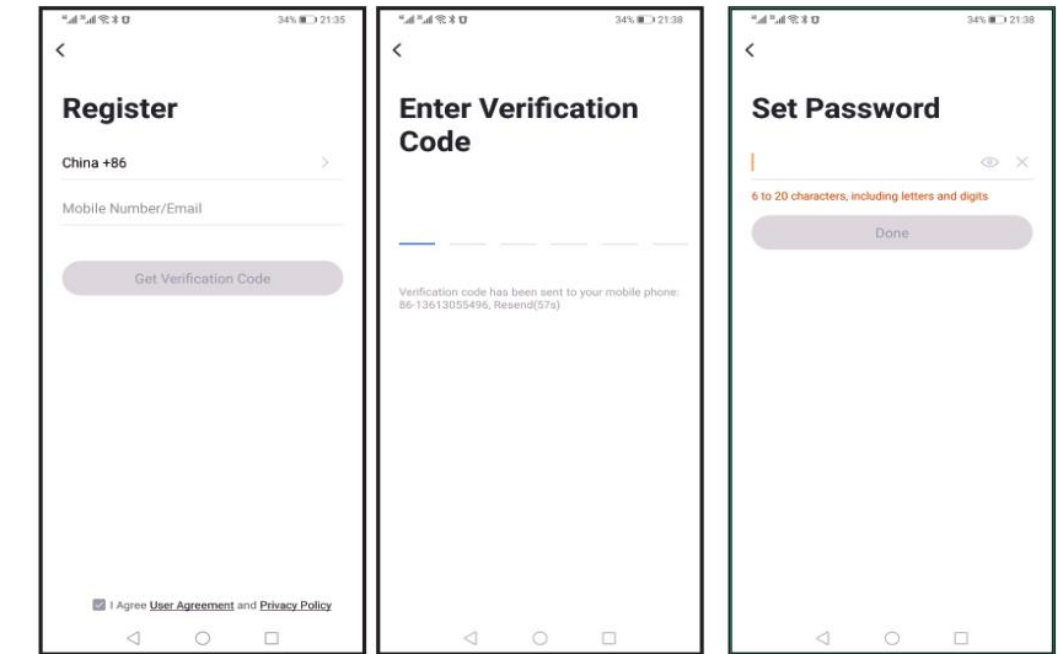 34% 21:35
Register
China +86
Mobile Number/Email
Get Verification Code
I Agree User Agreement and Privacy Policy
34% 21:38
Enter Verification
Code
Verification code has been sent to your mobile phone:
86-13613055496, Resend(57s)
34% 21:38
Set Password
6 to 20 characters, including letters and digits
Done